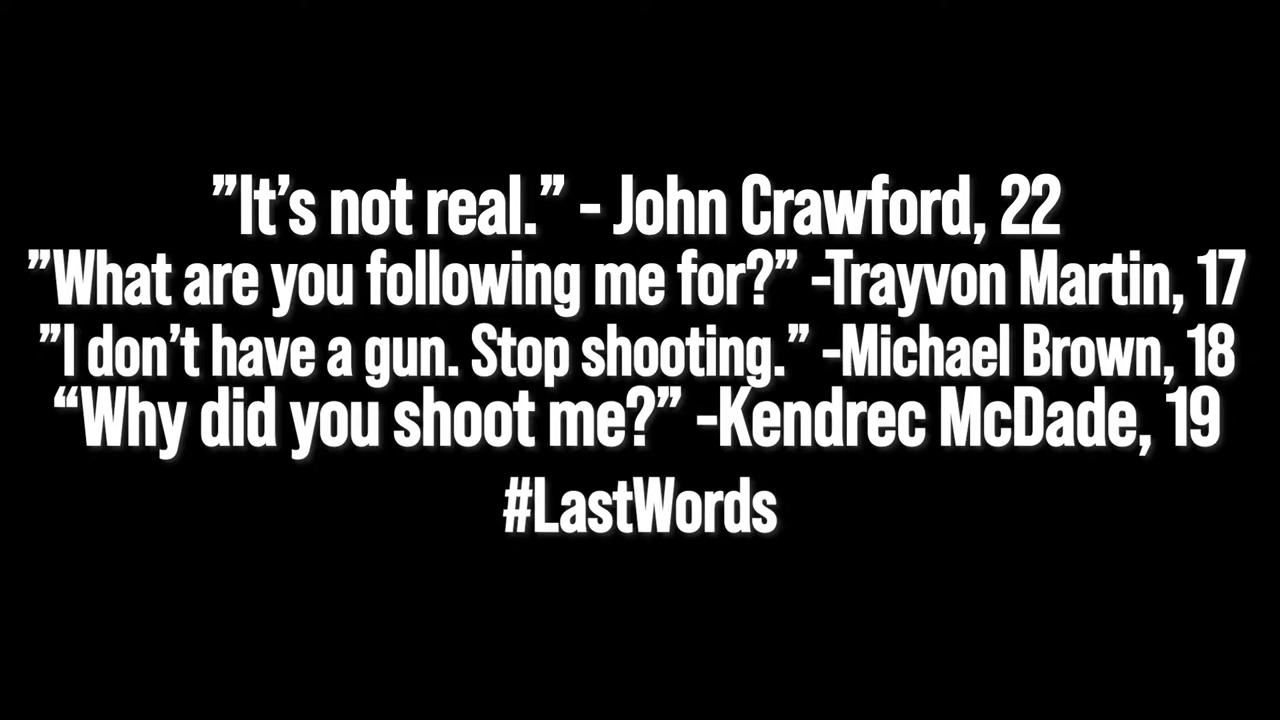 ”It’s not real.” - John Crawford, 22
”What are you following me for?” -Trayvon Martin, 17
”I don’t have a gun. Stop shooting.” -Michael Brown, 18
“Why did you shoot me?” -Kendrec McDade, 19
#LastWords